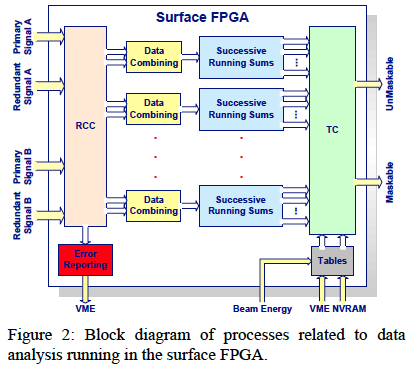 Surface FPGA
Primary
Signal A
Redundant
Signal A
Primary
Signal B
Redundant
Signal B
RCC
Data
Combining
Successive
Running Sums
Data
Combining
Successive
Running Sums
Data
Combining
Successive
Running Sums
TC
UnMaskable
Maskable
Error
Reporting
Tables
VME
Beam Energy
VME NVRAM
Figure 2: Block diagram of processes related to data
analysis running in the surface FPGA.